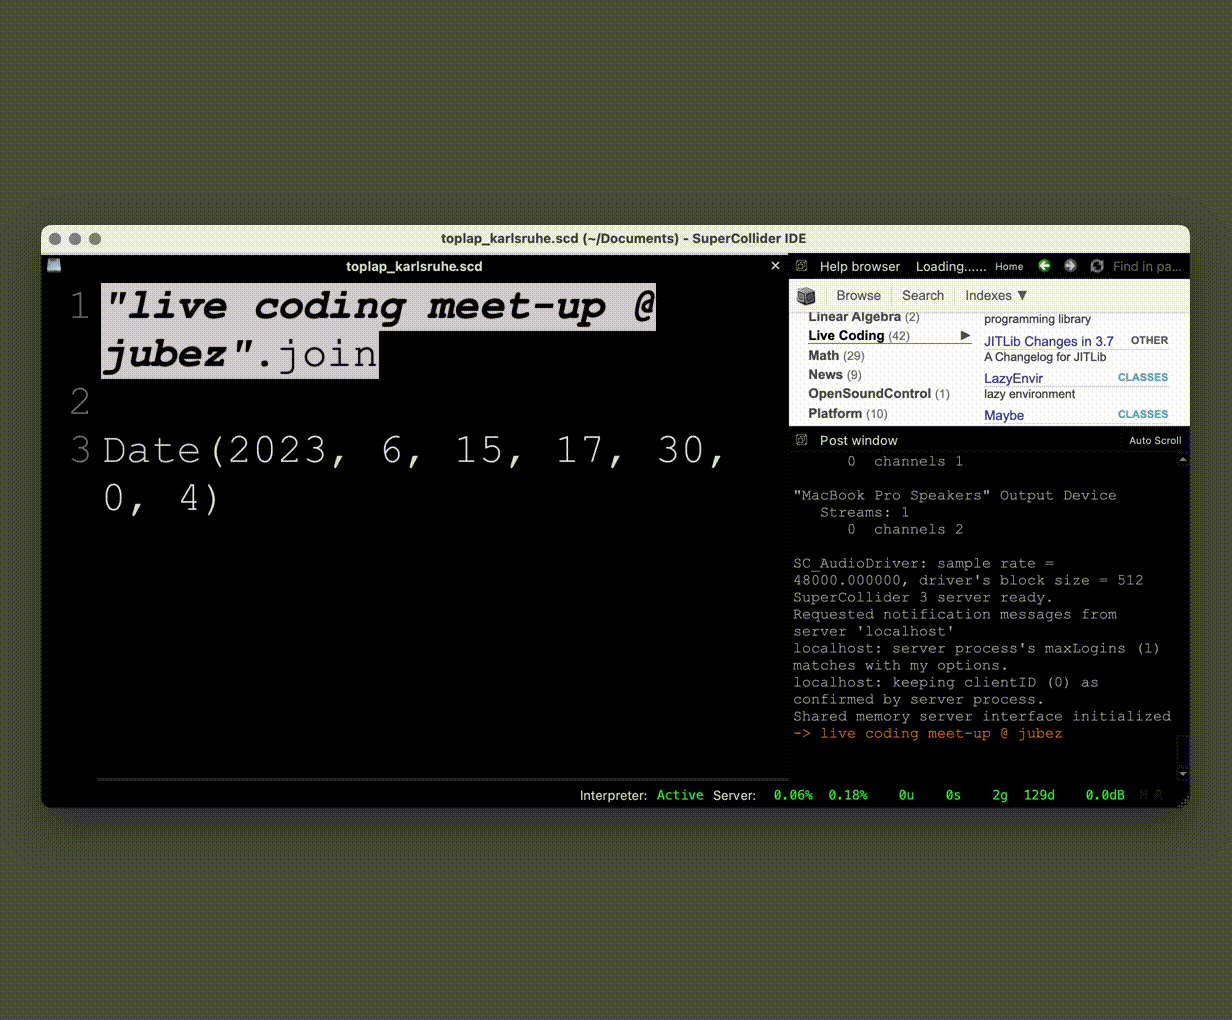 toplap_karlsruhe.scd (~/Documents) - SuperCollider IDE
toplap_karlsruhe.scd ×
1 "live coding meet-up @
jubez".join
2
3 Date(2023, 6, 15, 17, 30,
0, 4)
Help browser Loading...... Home Find in pa...
Browse Search Indexes ▼
Linear Algebra (2)
Live Coding (42) ▶
Math (29)
News (9)
OpenSoundControl (1)
Platform (10)
programming library
JITLib Changes in 3.7 OTHER
A Changelog for JITLib
LazyEnvir CLASSES
lazy environment
Maybe CLASSES
Post window Auto Scroll
0 channels 1
"MacBook Pro Speakers" Output Device
Streams: 1
0 channels 2
SC_AudioDriver: sample rate =
48000.000000, driver's block size = 512
SuperCollider 3 server ready.
Requested notification messages from
server 'localhost'
localhost: server process's maxLogins (1)
matches with my options.
localhost: keeping clientID (0) as
confirmed by server process.
Shared memory server interface initialized
-> live coding meet-up @ jubez
Interpreter: Active Server: 0.06% 0.18% 0u 0s 2g 129d 0.0dB M R